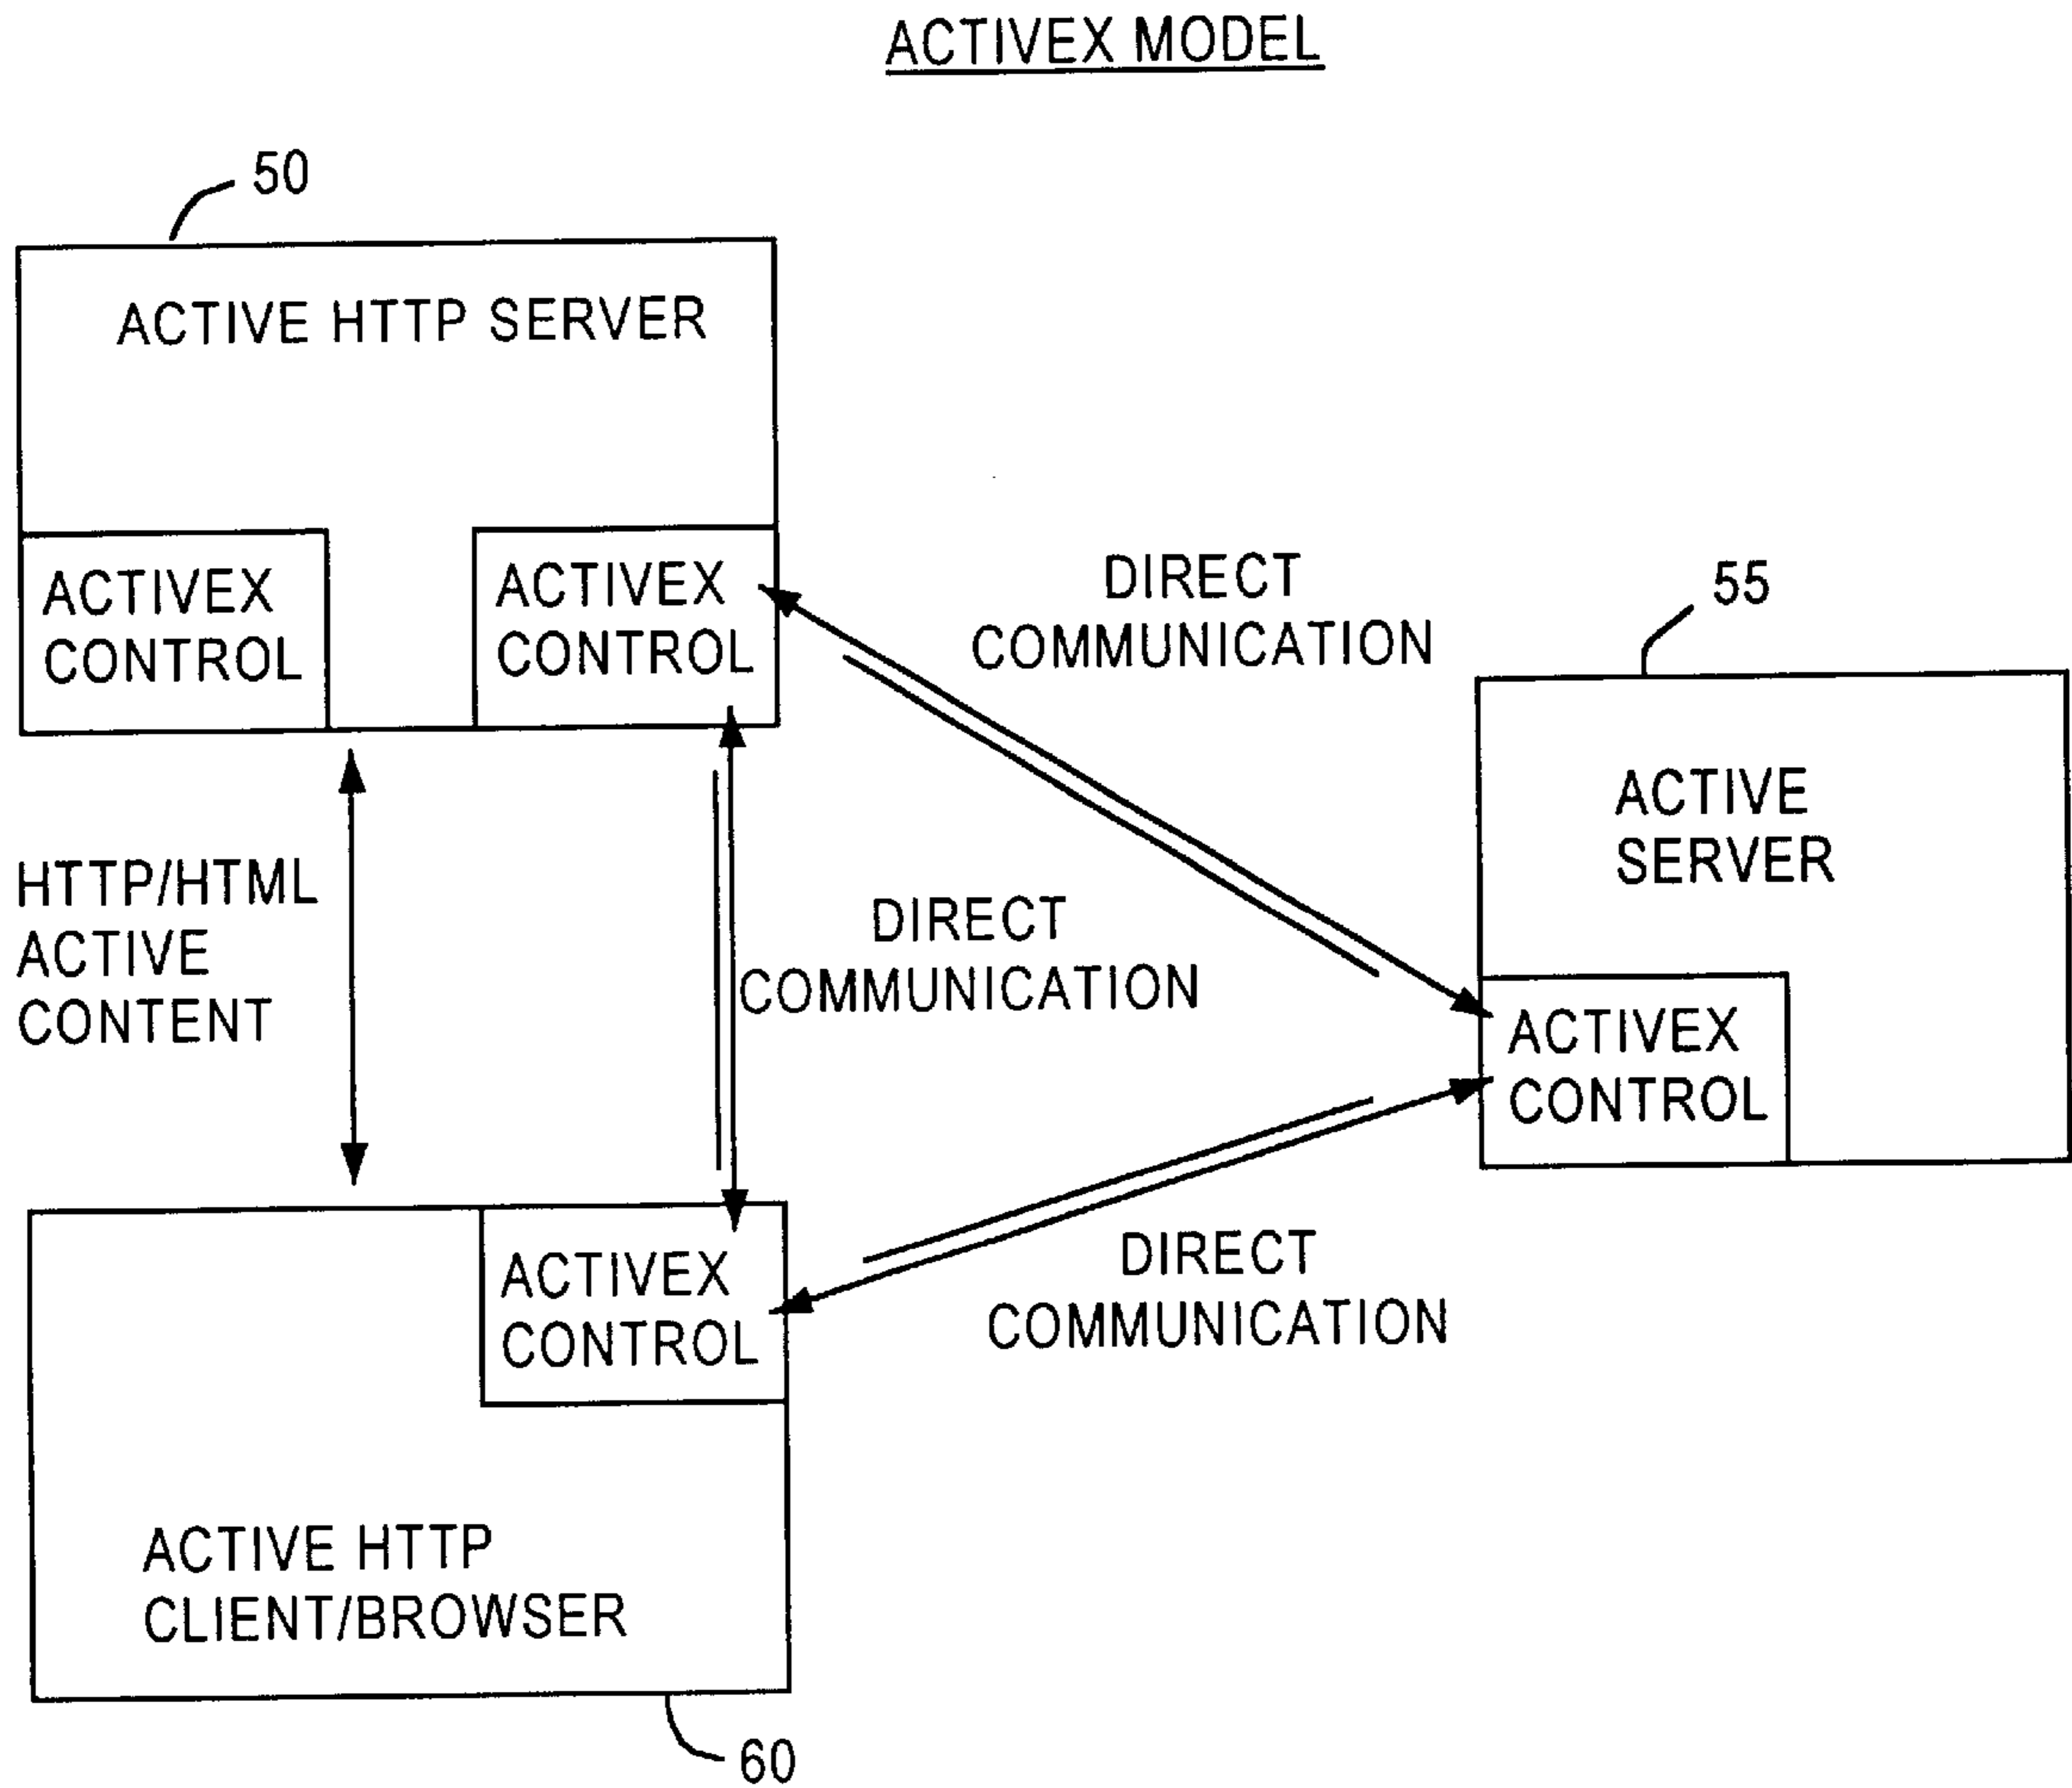 ACTIVEX MODEL
50
ACTIVE HTTP SERVER
ACTIVEX
CONTROL
ACTIVEX
CONTROL
DIRECT
COMMUNICATION
55
ACTIVE
SERVER
HTTP/HTML
ACTIVE
CONTENT
DIRECT
COMMUNICATION
ACTIVEX
CONTROL
ACTIVEX
CONTROL
DIRECT
COMMUNICATION
ACTIVE HTTP
CLIENT/BROWSER
60